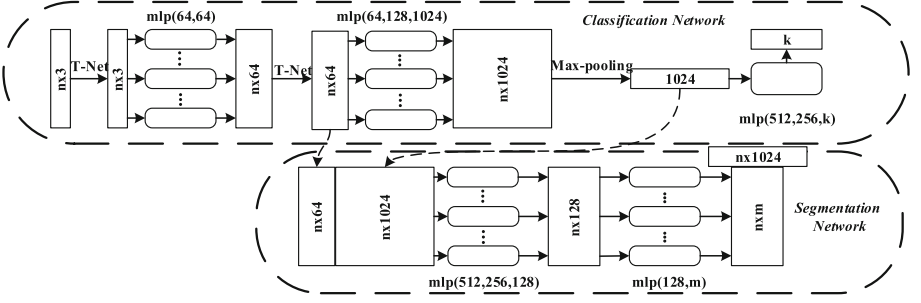 mlp(64,64)
mlp(64,128,1024)
Classification Network
nx3
T-Net
nx3
nx64
T-Net
nx64
nx1024
Max-pooling
1024
k
mlp(512,256,k)
nx64
nx1024
mlp(512,256,128)
nx128
mlp(128,m)
nx1024
nxm
Segmentation
Network